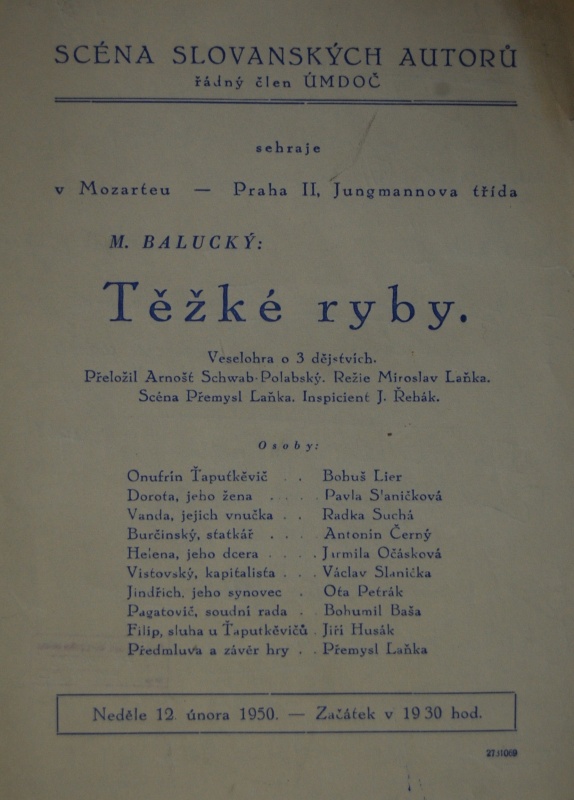 SCÉNA SLOVANSKÝCH AUTORŮ
řádný člen ÚMDOČ
sehraje
v Mozarteu — Praha II, Jungmannova třída
M. BALUCKÝ:
Těžké ryby.
Veselohra o 3 dějstvích.
Přeložil Arnošt Schwab-Polabský. Režie Miroslav Laňka.
Scéna Přemysl Laňka. Inspicient J. Řehák.
Osoby:
Onufrín Ťaputkěvič . . Bohuš Lier
Dorota, jeho žena . . . . . Pavla S'aničková
Vanda, jejich vnučka . . Radka Suchá
Burčinský, statkář . . . . Antonín Černý
Helena, jeho dcera . . . . Jarmila Očásková
Vistovský, kapitalista . . . Václav Slanička
Jindřich, jeho synovec . Ota Petrák
Pagatovič, soudní rada . . Bohumil Baša
Filip, sluha u Ťaputkěvičů . Jiří Husák
Předmluva a závěr hry . . Přemysl Laňka
Neděle 12. února 1950. — Začátek v 19 30 hod.